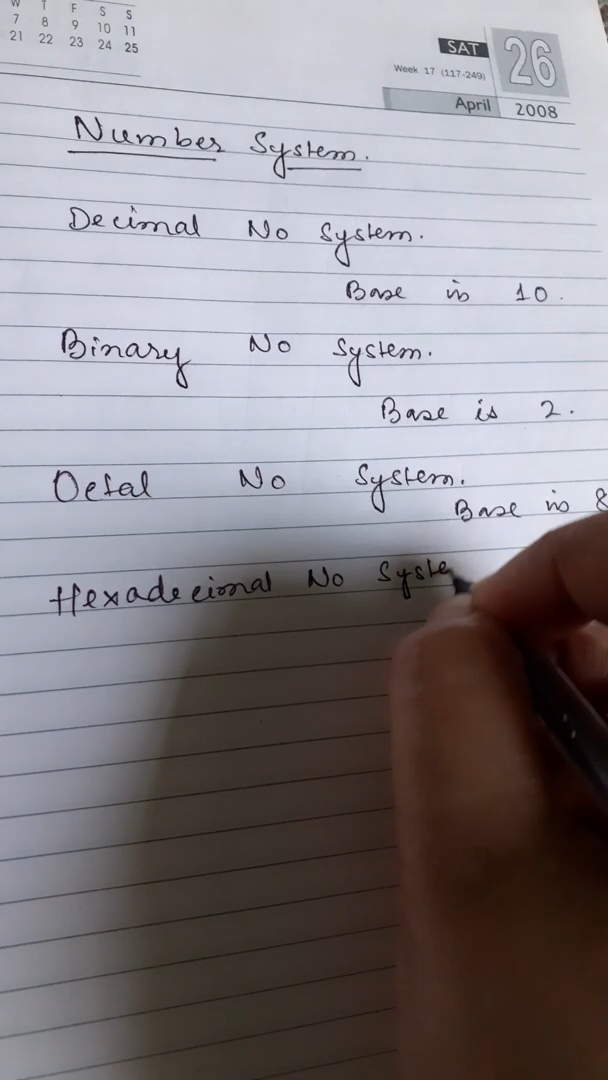 W T F S S
7 8 9 10 11
21 22 23 24 25
SAT 26
Week 17 (117-249)
April 2008
Number System.
Decimal No System.
Base is 10.
Binary No System.
Base is 2.
Octal No System.
Base is 8
Hexadecimal No Syste